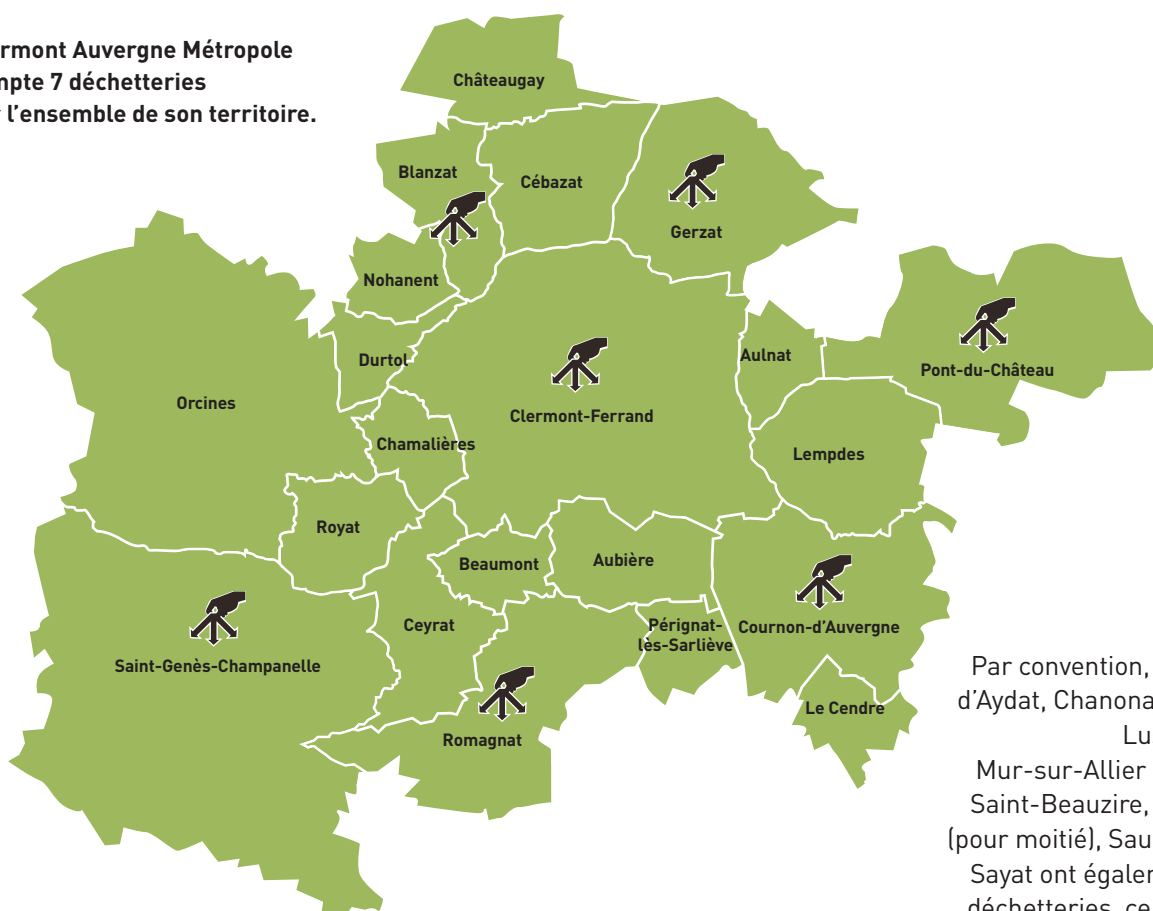 rmont Auvergne Métropole
mpte 7 déchetteries
l'ensemble de son territoire.
Châteaugay
Blanzat
Cébazat
Gerzat
Nohanent
Durtol
Aulnat
Pont-du-Château
Orcines
Clermont-Ferrand
Chamalières
Lempdes
Royat
Beaumont
Aubière
Ceyrat
Pérignat-
lès-Sarliève
Cournon-d'Auvergne
Saint-Genès-Champanelle
Le Cendre
Romagnat
Par convention,
d'Aydat, Chanona
Lu
Mur-sur-Allier
Saint-Beauzire,
(pour moitié), Sau
Sayat ont égaler
déchetteries, ce